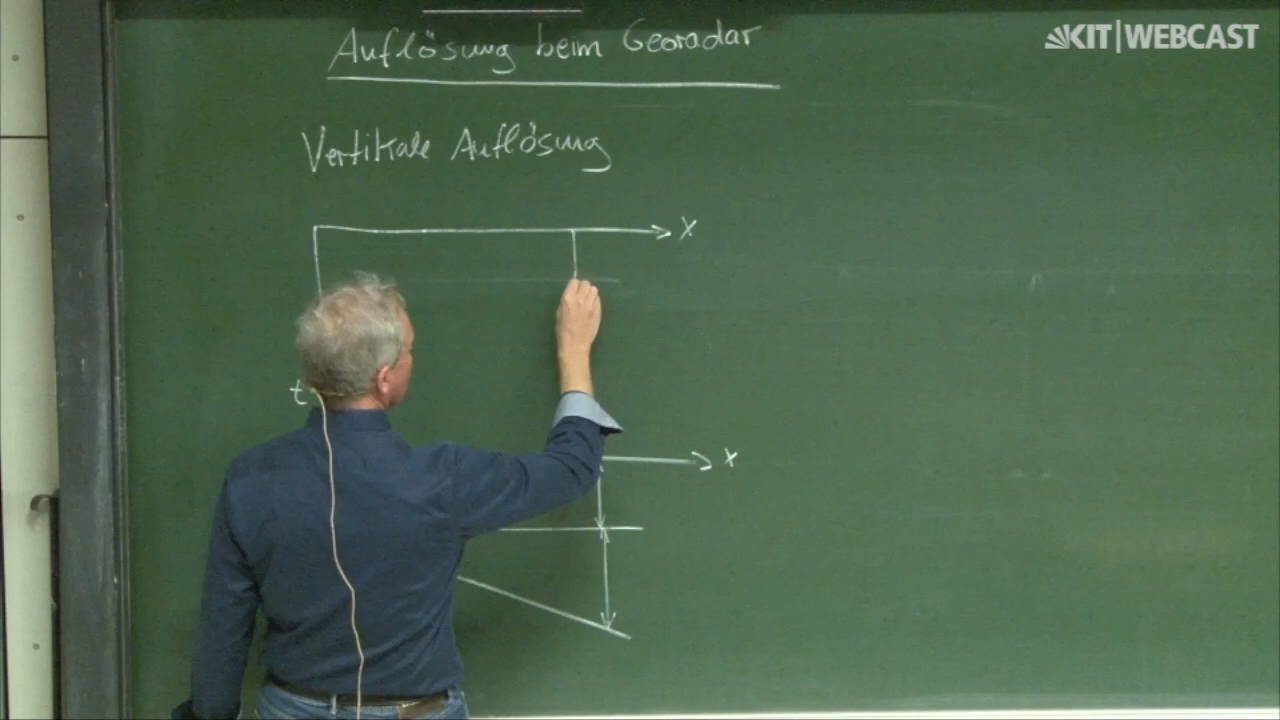 KIT|WEBCAST
Auflösung beim Georadar
Vertikale Auflösung
x
t
x